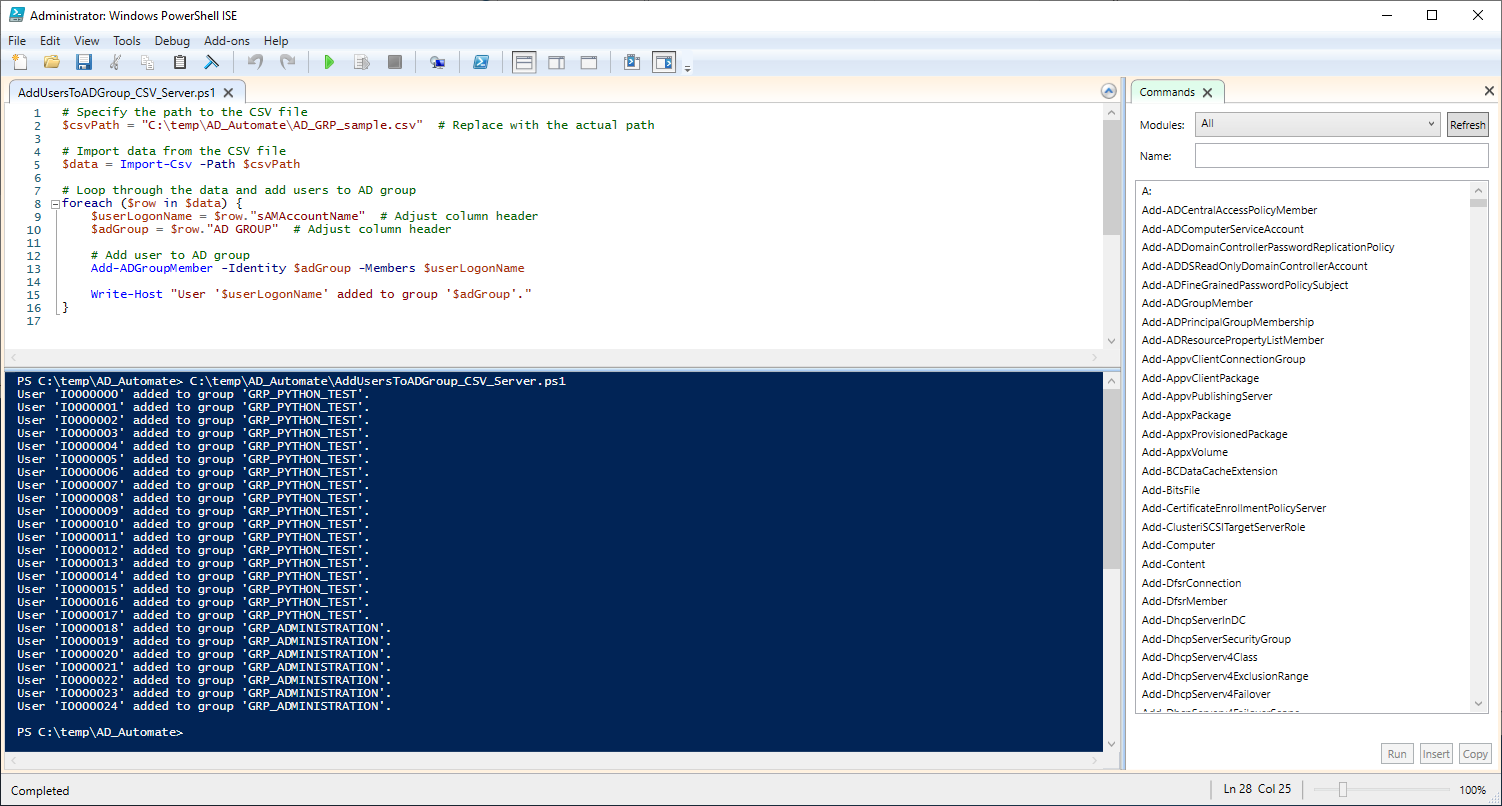 Administrator: Windows PowerShell ISE
File Edit View Tools Debug Add-ons Help
AddUsersToADGroup_CSV_Server.ps1
1 # Specify the path to the CSV file
2 $csvPath = "C:\temp\AD_Automate\AD_GRP_sample.csv"  # Replace with the actual path
3
4 # Import data from the CSV file
5 $data = Import-Csv -Path $csvPath
6
7 # Loop through the data and add users to AD group
8 foreach ($row in $data) {
9     $userLogonName = $row."sAMAccountName"  # Adjust column header
10     $adGroup = $row."AD GROUP"  # Adjust column header
11
12     # Add user to AD group
13     Add-ADGroupMember -Identity $adGroup -Members $userLogonName
14
15     Write-Host "User '$userLogonName' added to group '$adGroup'."
16 }
17
PS C:\temp\AD_Automate> C:\temp\AD_Automate\AddUsersToADGroup_CSV_Server.ps1
User 'I0000000' added to group 'GRP_PYTHON_TEST'.
User 'I0000001' added to group 'GRP_PYTHON_TEST'.
User 'I0000002' added to group 'GRP_PYTHON_TEST'.
User 'I0000003' added to group 'GRP_PYTHON_TEST'.
User 'I0000004' added to group 'GRP_PYTHON_TEST'.
User 'I0000005' added to group 'GRP_PYTHON_TEST'.
User 'I0000006' added to group 'GRP_PYTHON_TEST'.
User 'I0000007' added to group 'GRP_PYTHON_TEST'.
User 'I0000008' added to group 'GRP_PYTHON_TEST'.
User 'I0000009' added to group 'GRP_PYTHON_TEST'.
User 'I0000010' added to group 'GRP_PYTHON_TEST'.
User 'I0000011' added to group 'GRP_PYTHON_TEST'.
User 'I0000012' added to group 'GRP_PYTHON_TEST'.
User 'I0000013' added to group 'GRP_PYTHON_TEST'.
User 'I0000014' added to group 'GRP_PYTHON_TEST'.
User 'I0000015' added to group 'GRP_PYTHON_TEST'.
User 'I0000016' added to group 'GRP_PYTHON_TEST'.
User 'I0000017' added to group 'GRP_PYTHON_TEST'.
User 'I0000018' added to group 'GRP_ADMINISTRATION'.
User 'I0000019' added to group 'GRP_ADMINISTRATION'.
User 'I0000020' added to group 'GRP_ADMINISTRATION'.
User 'I0000021' added to group 'GRP_ADMINISTRATION'.
User 'I0000022' added to group 'GRP_ADMINISTRATION'.
User 'I0000023' added to group 'GRP_ADMINISTRATION'.
User 'I0000024' added to group 'GRP_ADMINISTRATION'.
PS C:\temp\AD_Automate>
Commands
Modules: All Refresh
Name:
A:
Add-ADCentralAccessPolicyMember
Add-ADComputerServiceAccount
Add-ADDomainControllerPasswordReplicationPolicy
Add-ADDSReadOnlyDomainControllerAccount
Add-ADFineGrainedPasswordPolicySubject
Add-ADGroupMember
Add-ADPrincipalGroupMembership
Add-ADResourcePropertyListMember
Add-AppvClientConnectionGroup
Add-AppvClientPackage
Add-AppvPublishingServer
Add-AppxPackage
Add-AppxProvisionedPackage
Add-AppxVolume
Add-BCDataCacheExtension
Add-BitsFile
Add-CertificateEnrollmentPolicyServer
Add-ClusteriSCSITargetServerRole
Add-Computer
Add-Content
Add-DfsrConnection
Add-DfsrMember
Add-DhcpServerInDC
Add-DhcpServerSecurityGroup
Add-DhcpServerv4Class
Add-DhcpServerv4ExclusionRange
Add-DhcpServerv4Failover
Add-DhcpServerv4FailoverScope
Run Insert Copy
Completed
Ln 28 Col 25
100%